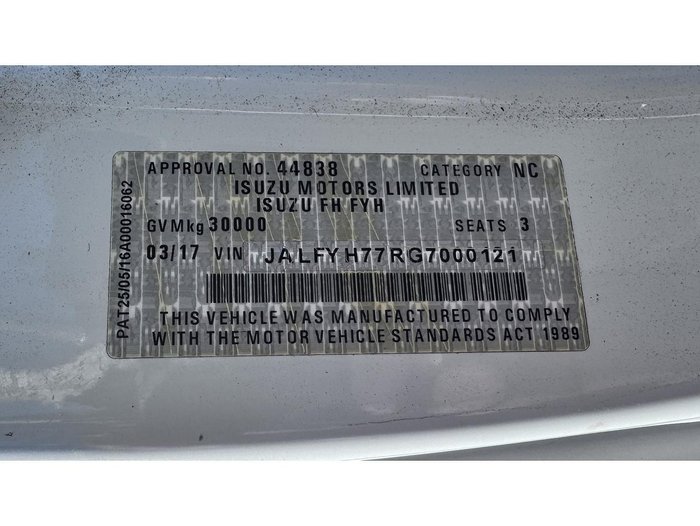 APPROVAL NO. 44838 CATEGORY NC
ISUZU MOTORS LIMITED
ISUZU FH FYH
GVMkg 30000 SEATS 3
03/17 VIN JALFYH77RG7000121
THIS VEHICLE WAS MANUFACTURED TO COMPLY
WITH THE MOTOR VEHICLE STANDARDS ACT 1989
PAT25/05/16A00016062